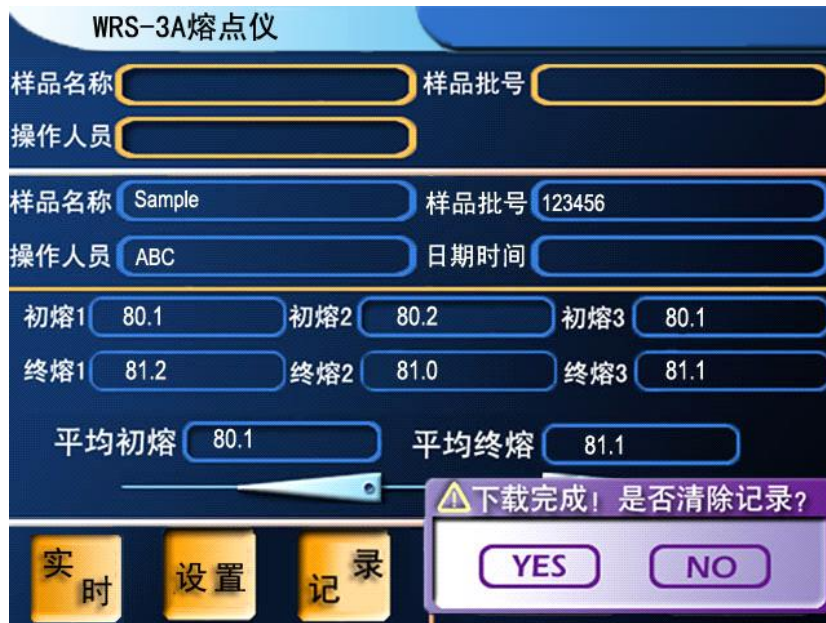 WRS-3A熔点仪
样品名称 样品批号
操作人员
样品名称 Sample 样品批号 123456
操作人员 ABC 日期时间
初熔1 80.1 初熔2 80.2 初熔3 80.1
终熔1 81.2 终熔2 81.0 终熔3 81.1
平均初熔 80.1 平均终熔 81.1
下载完成！是否清除记录？
实时 设置 记录 YES NO